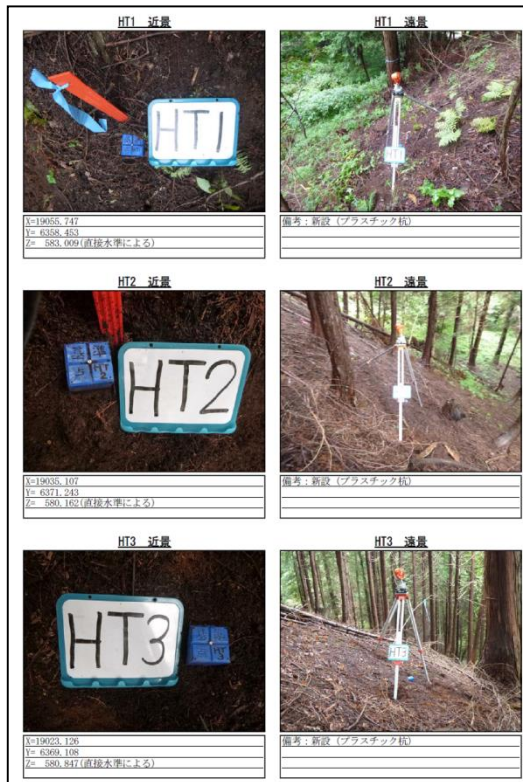 HT1 近景
HT1 遠景
HT1
HT1
X=19055.747
Y= 6358.453
Z= 583.009(直接水準による)
備考：新設（プラスチック杭）
HT2 近景
HT2 遠景
HT2
X=19035.107
Y= 6371.243
Z= 580.162(直接水準による)
備考：新設（プラスチック杭）
HT3 近景
HT3 遠景
HT3
HT3
X=19023.126
Y= 6369.108
Z= 580.847(直接水準による)
備考：新設（プラスチック杭）